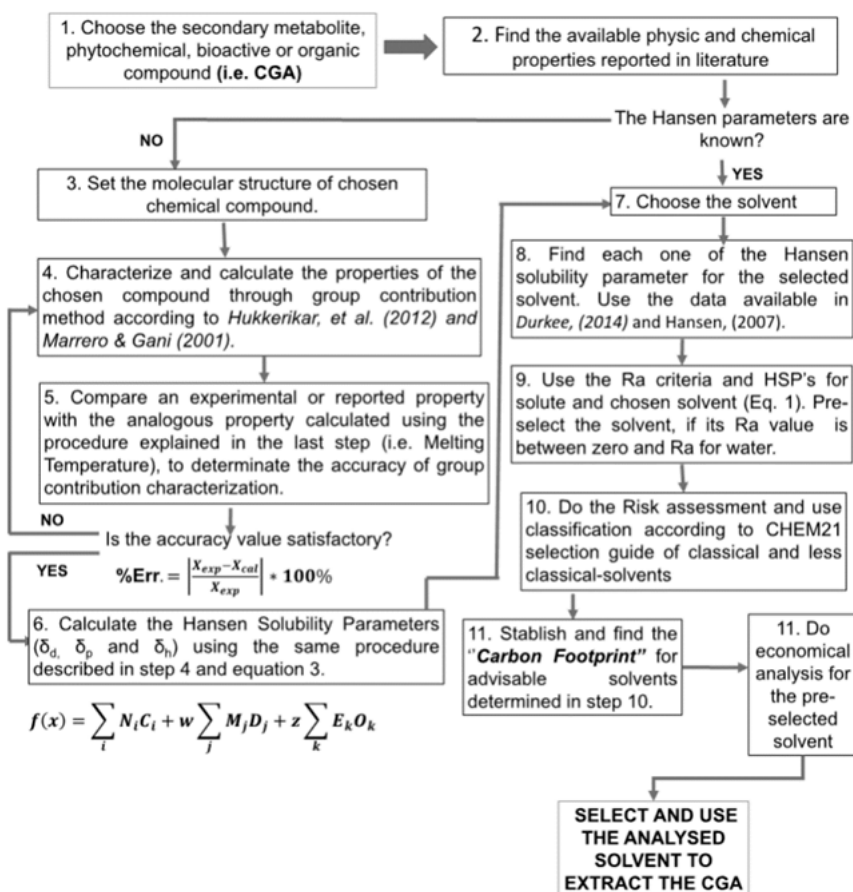 1. Choose the secondary metabolite,
phytochemical, bioactive or organic
compound (i.e. CGA)
2. Find the available physic and chemical
properties reported in literature
The Hansen parameters are
known?
NO
YES
3. Set the molecular structure of chosen
chemical compound.
4. Characterize and calculate the properties of the
chosen compound through group contribution
method according to Hukkerikar, et al. (2012) and
Marrero & Gani (2001).
5. Compare an experimental or reported property
with the analogous property calculated using the
procedure explained in the last step (i.e. Melting
Temperature), to determinate the accuracy of group
contribution characterization.
NO
Is the accuracy value satisfactory?
YES
%Err. = |X_exp−X_cal / X_exp| * 100%
6. Calculate the Hansen Solubility Parameters
(δ_d, δ_p and δ_h) using the same procedure
described in step 4 and equation 3.
f(x) = ∑_i N_iC_i + w ∑_j M_jD_j + z ∑_k E_kO_k
7. Choose the solvent
8. Find each one of the Hansen
solubility parameter for the selected
solvent. Use the data available in
Durkee, (2014) and Hansen, (2007).
9. Use the Ra criteria and HSP's for
solute and chosen solvent (Eq. 1). Pre-
select the solvent, if its Ra value is
between zero and Ra for water.
10. Do the Risk assessment and use
classification according to CHEM21
selection guide of classical and less
classical-solvents
11. Stablish and find the
"Carbon Footprint" for
advisable solvents
determined in step 10.
11. Do
economical
analysis for
the pre-
selected
solvent
SELECT AND USE
THE ANALYSED
SOLVENT TO
EXTRACT THE CGA